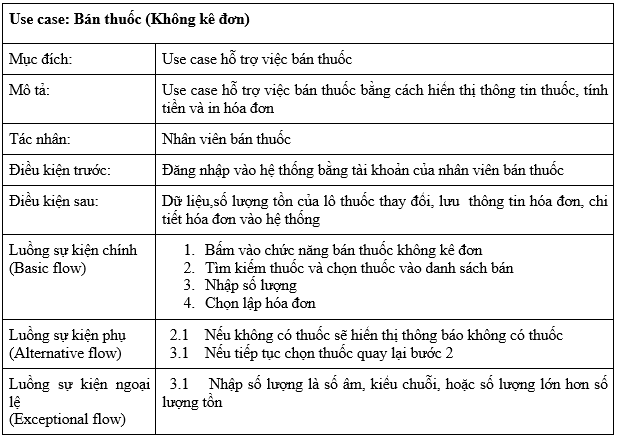 Use case: Bán thuốc (Không kê đơn)
Mục đích:
Use case hỗ trợ việc bán thuốc
Mô tả:
Use case hỗ trợ việc bán thuốc bằng cách hiển thị thông tin thuốc, tính
tiền và in hóa đơn
Tác nhân:
Nhân viên bán thuốc
Điều kiện trước:
Đăng nhập vào hệ thống bằng tài khoản của nhân viên bán thuốc
Điều kiện sau:
Dữ liệu,số lượng tồn của lô thuốc thay đổi, lưu thông tin hóa đơn, chi
tiết hóa đơn vào hệ thống
Luồng sự kiện chính
(Basic flow)
1. Bấm vào chức năng bán thuốc không kê đơn
2. Tìm kiếm thuốc và chọn thuốc vào danh sách bán
3. Nhập số lượng
4. Chọn lập hóa đơn
Luồng sự kiện phụ
(Alternative flow)
2.1 Nếu không có thuốc sẽ hiển thị thông báo không có thuốc
3.1 Nếu tiếp tục chọn thuốc quay lại bước 2
Luồng sự kiện ngoại
lệ
(Exceptional flow)
3.1 Nhập số lượng là số âm, kiểu chuỗi, hoặc số lượng lớn hơn số
lượng tồn